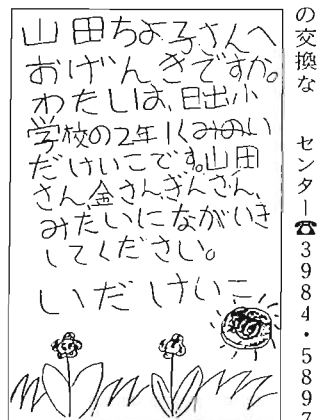 の交換な
センター☎3984・5897
山田ちよ子さんへ
おげんきですか。
わたしは、日出小
学校の2年1くみのい
だけいこです。山田
さん、金さん、ぎんさん、
みたいにながいき
してください。
いだけいこ